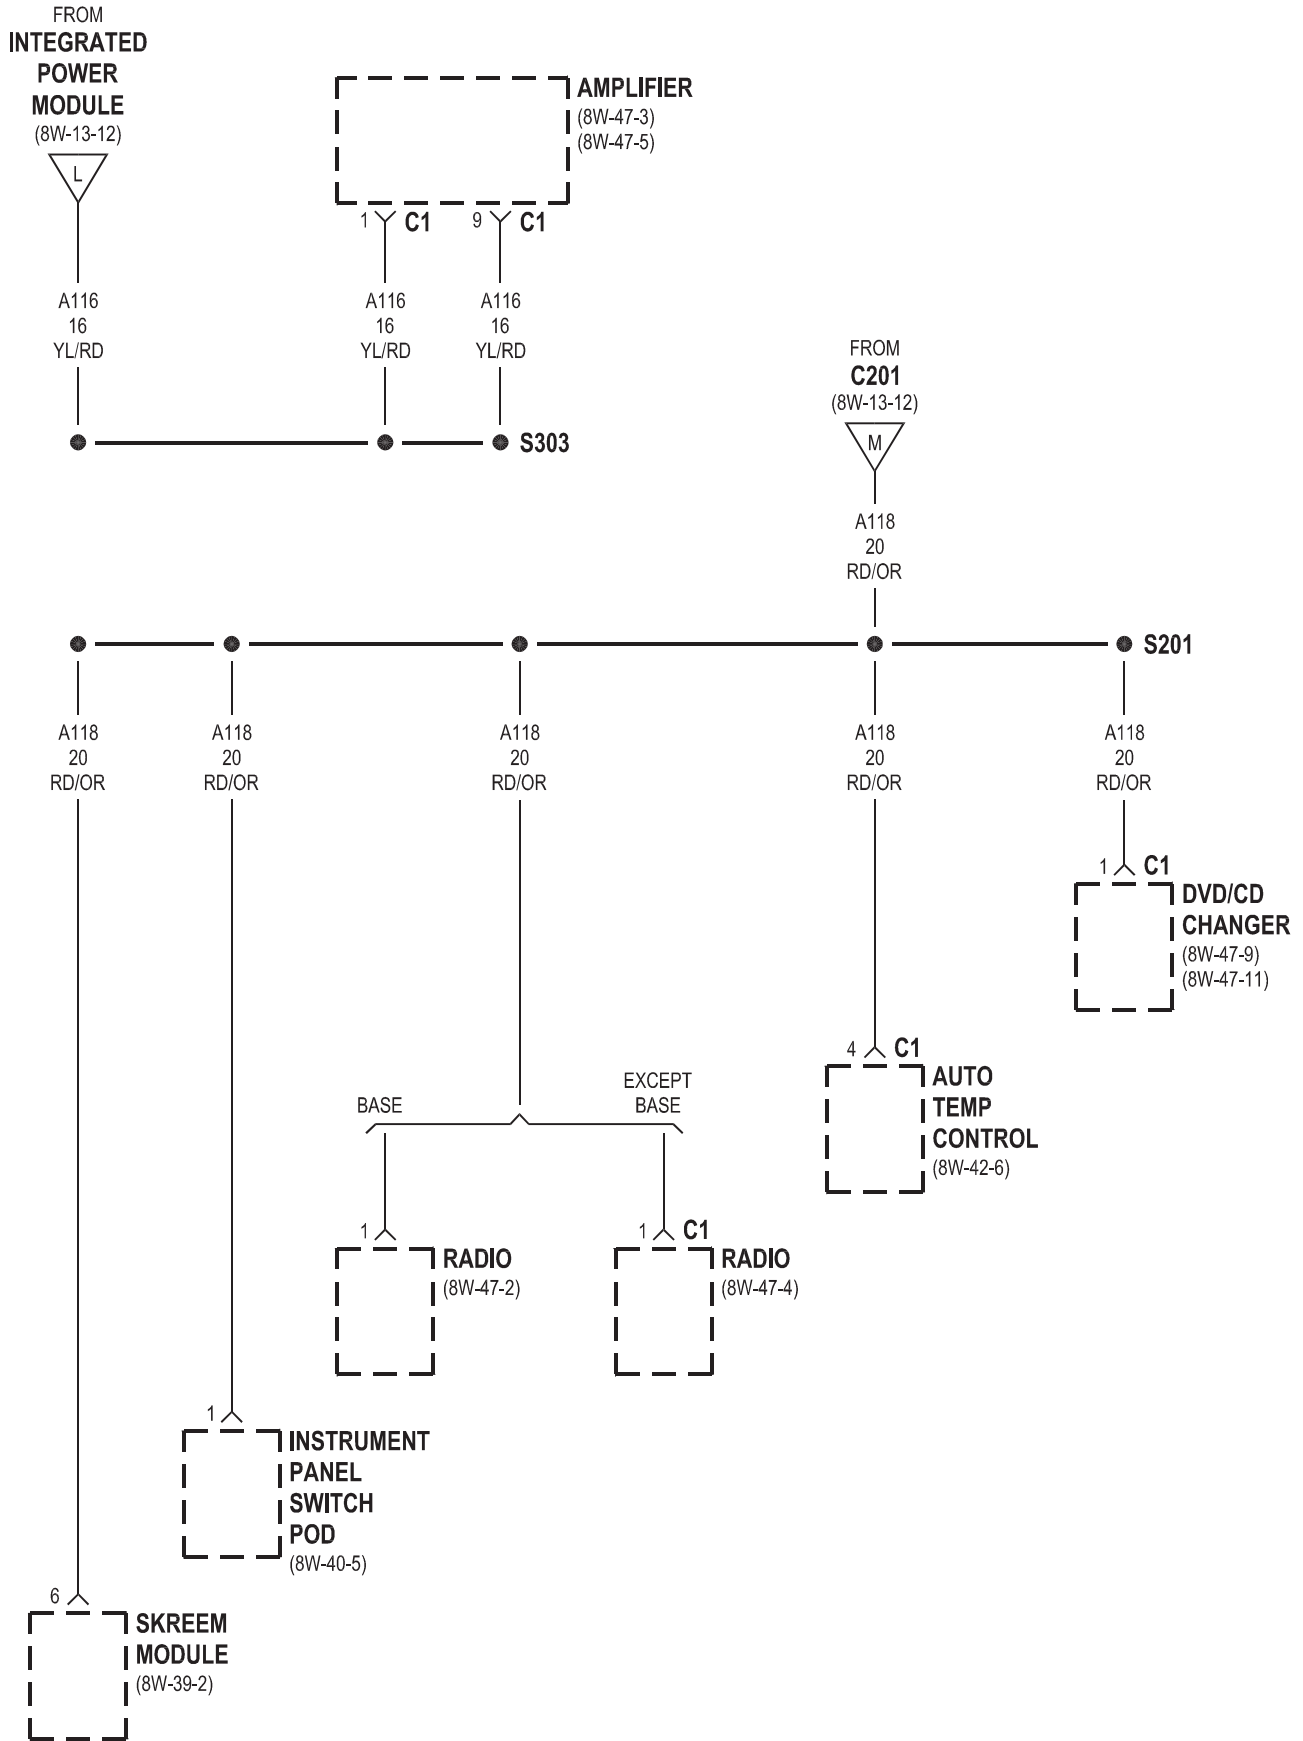 FROM
INTEGRATED
POWER
MODULE
(8W-13-12)
L
AMPLIFIER
(8W-47-3)
(8W-47-5)
1 C1
9 C1
A116
16
YL/RD
A116
16
YL/RD
A116
16
YL/RD
S303
FROM
C201
(8W-13-12)
M
A118
20
RD/OR
S201
A118
20
RD/OR
A118
20
RD/OR
A118
20
RD/OR
A118
20
RD/OR
A118
20
RD/OR
1 C1
DVD/CD
CHANGER
(8W-47-9)
(8W-47-11)
4 C1
AUTO
TEMP
CONTROL
(8W-42-6)
BASE
EXCEPT
BASE
1
RADIO
(8W-47-2)
1 C1
RADIO
(8W-47-4)
1
INSTRUMENT
PANEL
SWITCH
POD
(8W-40-5)
6
SKREEM
MODULE
(8W-39-2)